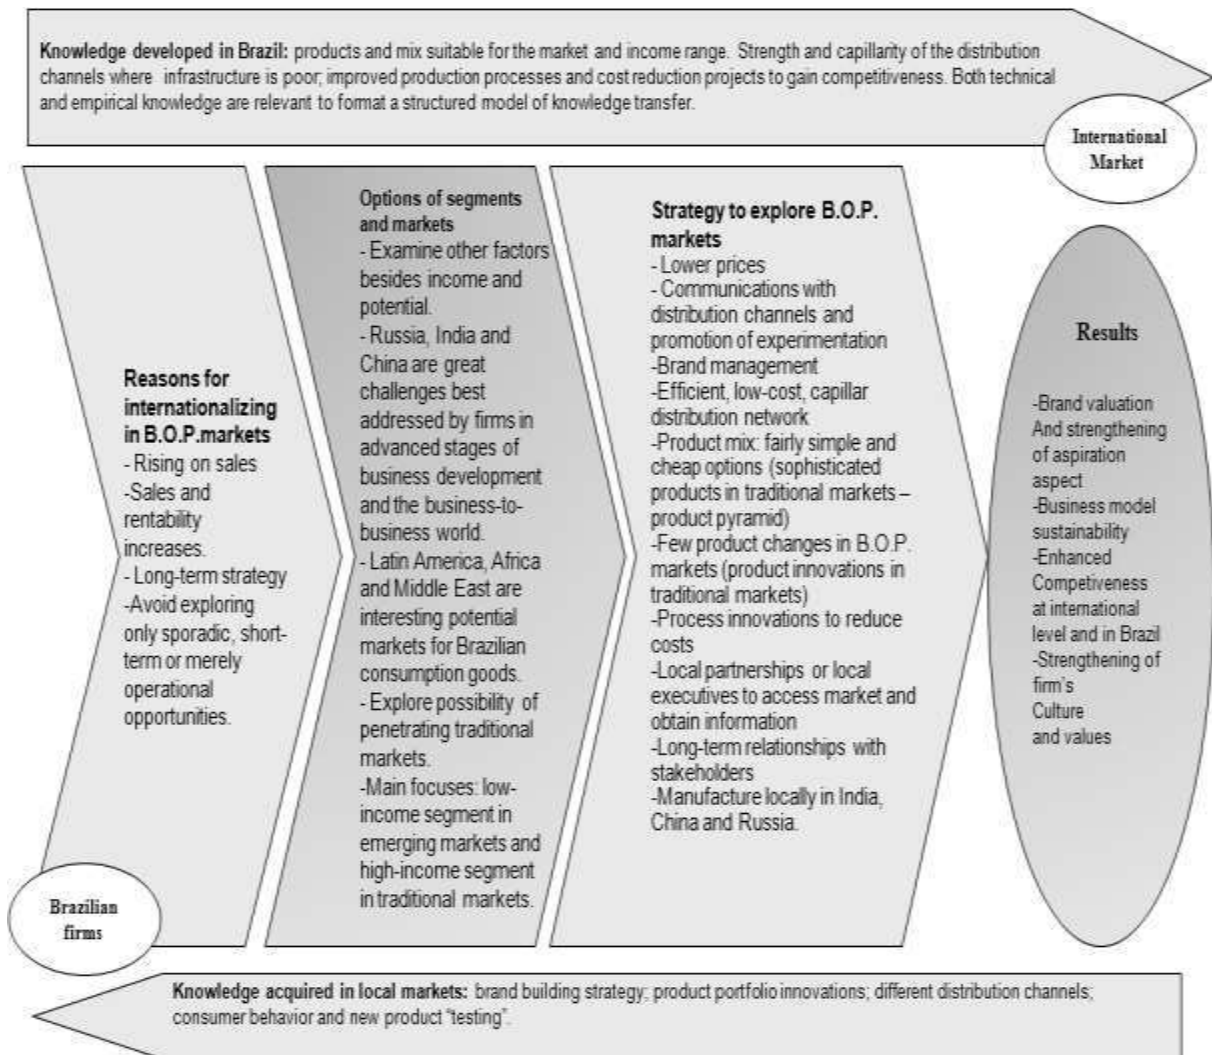 Knowledge developed in Brazil: products and mix suitable for the market and income range. Strength and capillarity of the distribution
channels where infrastructure is poor; improved production processes and cost reduction projects to gain competitiveness. Both technical
and empirical knowledge are relevant to format a structured model of knowledge transfer.
International
Market
Reasons for
internationalizing
in B.O.P.markets
- Rising on sales
-Sales and
rentability
increases.
- Long-term strategy
-Avoid exploring
only sporadic, short-
term or merely
operational
opportunities.
Options of segments
and markets
- Examine other factors
besides income and
potential.
- Russia, India and
China are great
challenges best
addressed by firms in
advanced stages of
business development
and the business-to-
business world.
- Latin America, Africa
and Middle East are
interesting potential
markets for Brazilian
consumption goods.
- Explore possibility of
penetrating traditional
markets.
-Main focuses: low-
income segment in
emerging markets and
high-income segment
in traditional markets.
Strategy to explore B.O.P.
markets
- Lower prices
- Communications with
distribution channels and
promotion of experimentation
-Brand management
-Efficient, low-cost, capillar
distribution network
-Product mix: fairly simple and
cheap options (sophisticated
products in traditional markets –
product pyramid)
-Few product changes in B.O.P.
markets (product innovations in
traditional markets)
-Process innovations to reduce
costs
-Local partnerships or local
executives to access market and
obtain information
-Long-term relationships with
stakeholders
-Manufacture locally in India,
China and Russia.
Results
-Brand valuation
And strengthening
of aspiration
aspect
-Business model
sustainability
-Enhanced
Competiveness
at international
level and in Brazil
-Strengthening of
firm's
Culture
and values
Brazilian
firms
Knowledge acquired in local markets: brand building strategy; product portfolio innovations; different distribution channels;
consumer behavior and new product “testing”.